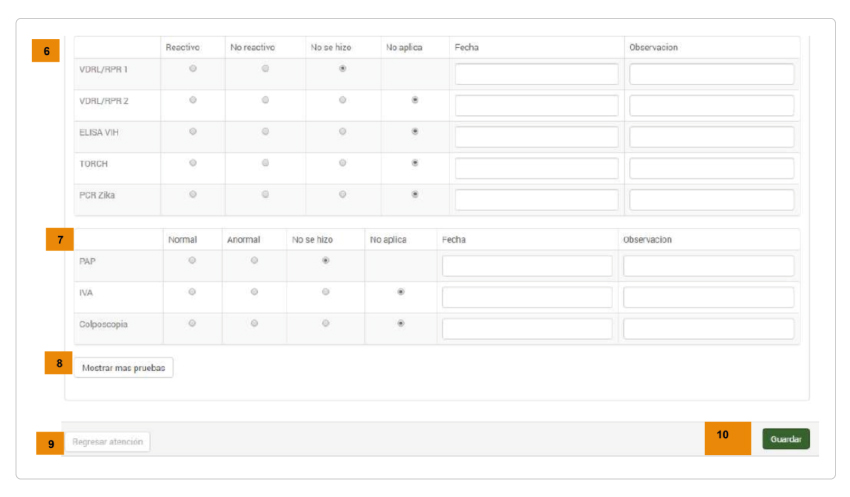 6
Reactivo No reactivo No se hizo No aplica Fecha Observacion
VDRL/RPR 1
VDRL/RPR 2
ELISA VIH
TORCH
PCR Zika
7
Normal Anormal No se hizo No aplica Fecha Observacion
PAP
IVA
Colposcopia
8
Mostrar mas pruebas
9
Regresar atención
10
Guardar